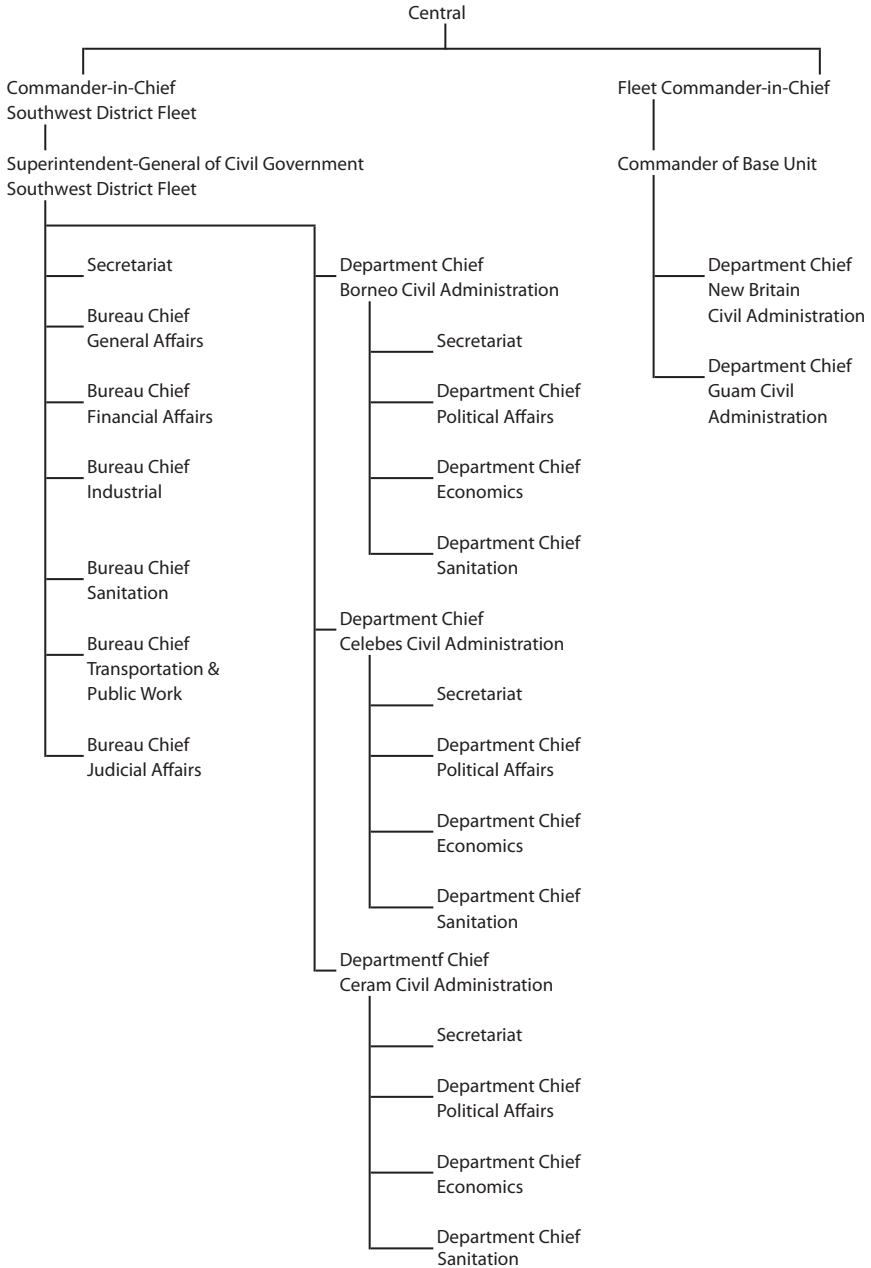 Central
Commander-in-Chief
Southwest District Fleet
Superintendent-General of Civil Government
Southwest District Fleet
Secretariat
Bureau Chief
General Affairs
Bureau Chief
Financial Affairs
Bureau Chief
Industrial
Bureau Chief
Sanitation
Bureau Chief
Transportation &
Public Work
Bureau Chief
Judicial Affairs
Department Chief
Borneo Civil Administration
Secretariat
Department Chief
Political Affairs
Department Chief
Economics
Department Chief
Sanitation
Department Chief
Celebes Civil Administration
Secretariat
Department Chief
Political Affairs
Department Chief
Economics
Department Chief
Sanitation
Departmentf Chief
Ceram Civil Administration
Secretariat
Department Chief
Political Affairs
Department Chief
Economics
Department Chief
Sanitation
Fleet Commander-in-Chief
Commander of Base Unit
Department Chief
New Britain
Civil Administration
Department Chief
Guam Civil
Administration